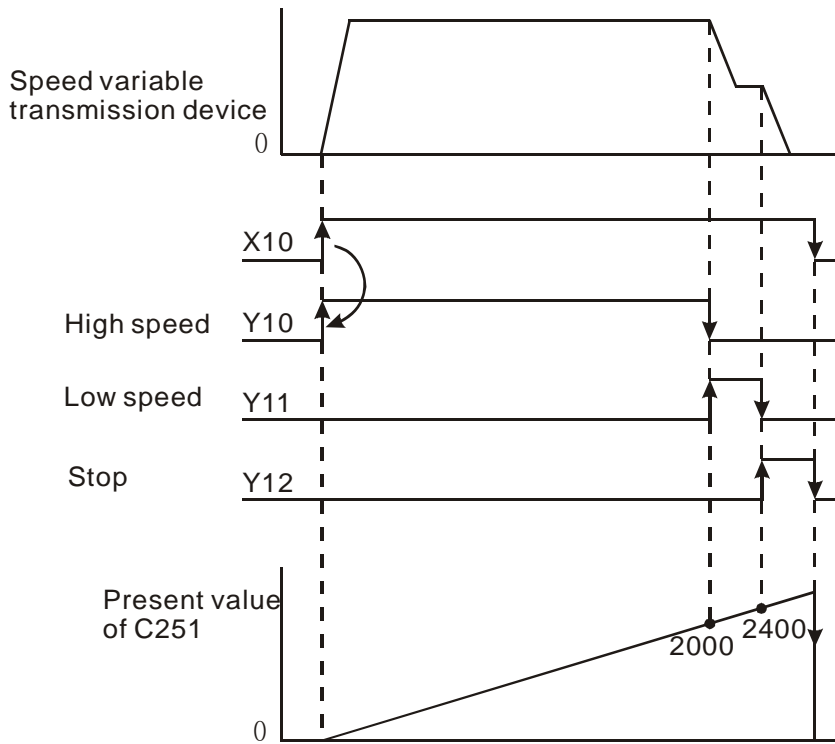 Speed variable
transmission device
0
X10
High speed Y10
Low speed Y11
Stop Y12
Present value
of C251
2000
2400
0